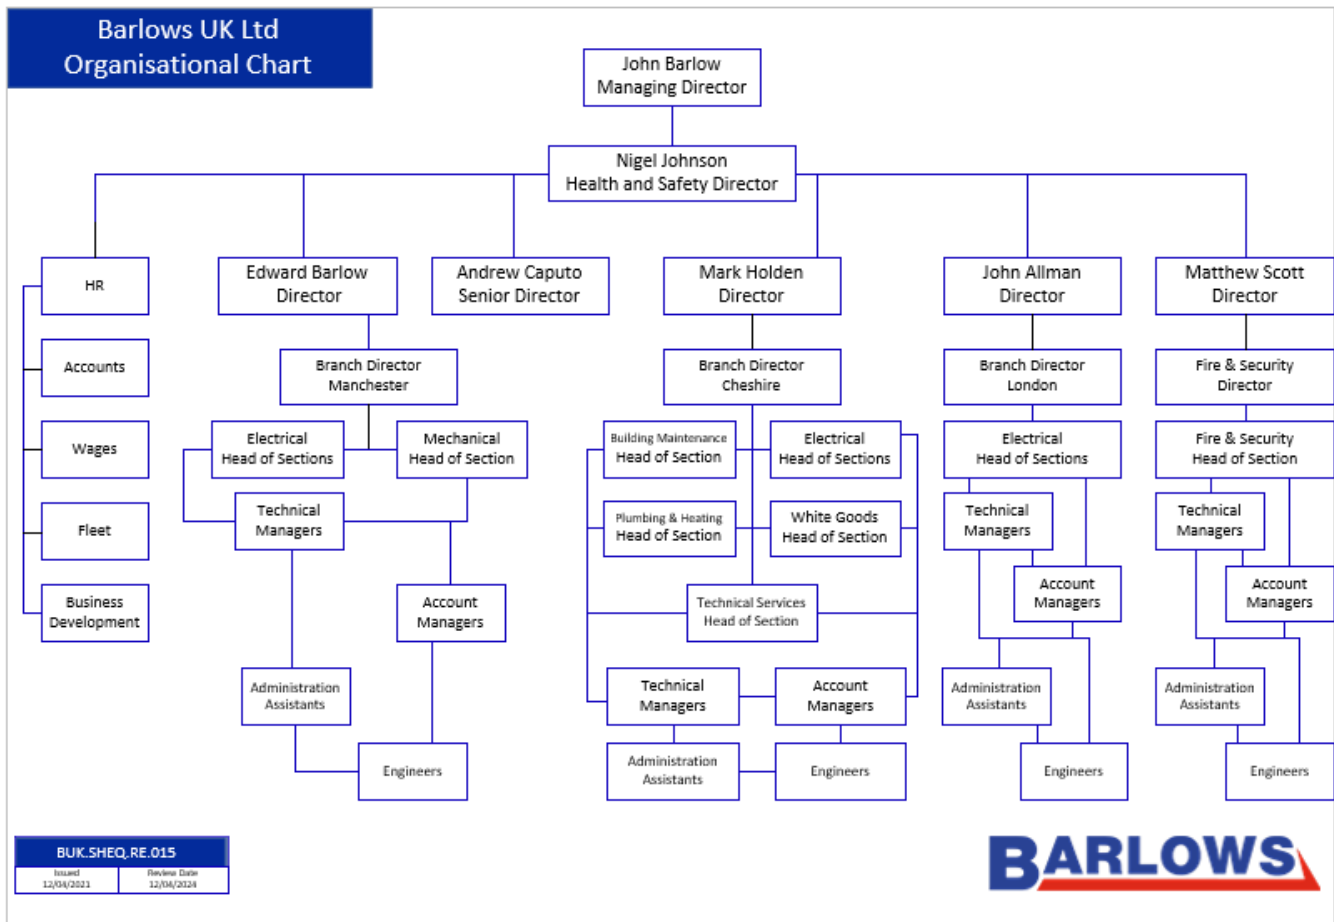 Barlows UK Ltd
Organisational Chart
John Barlow
Managing Director
Nigel Johnson
Health and Safety Director
HR
Edward Barlow
Director
Andrew Caputo
Senior Director
Mark Holden
Director
John Allman
Director
Matthew Scott
Director
Accounts
Branch Director
Manchester
Branch Director
Cheshire
Branch Director
London
Fire & Security
Director
Wages
Electrical
Head of Sections
Mechanical
Head of Section
Building Maintenance
Head of Section
Electrical
Head of Sections
Electrical
Head of Sections
Fire & Security
Head of Section
Fleet
Technical
Managers
Plumbing & Heating
Head of Section
White Goods
Head of Section
Technical
Managers
Technical
Managers
Business
Development
Account
Managers
Technical Services
Head of Section
Account
Managers
Account
Managers
Administration
Assistants
Technical
Managers
Account
Managers
Administration
Assistants
Administration
Assistants
Engineers
Administration
Assistants
Engineers
Engineers
Engineers
BUK.SHEQ.RE.015
Issued
12/04/2021
Review Date
12/04/2024
BARLOWS